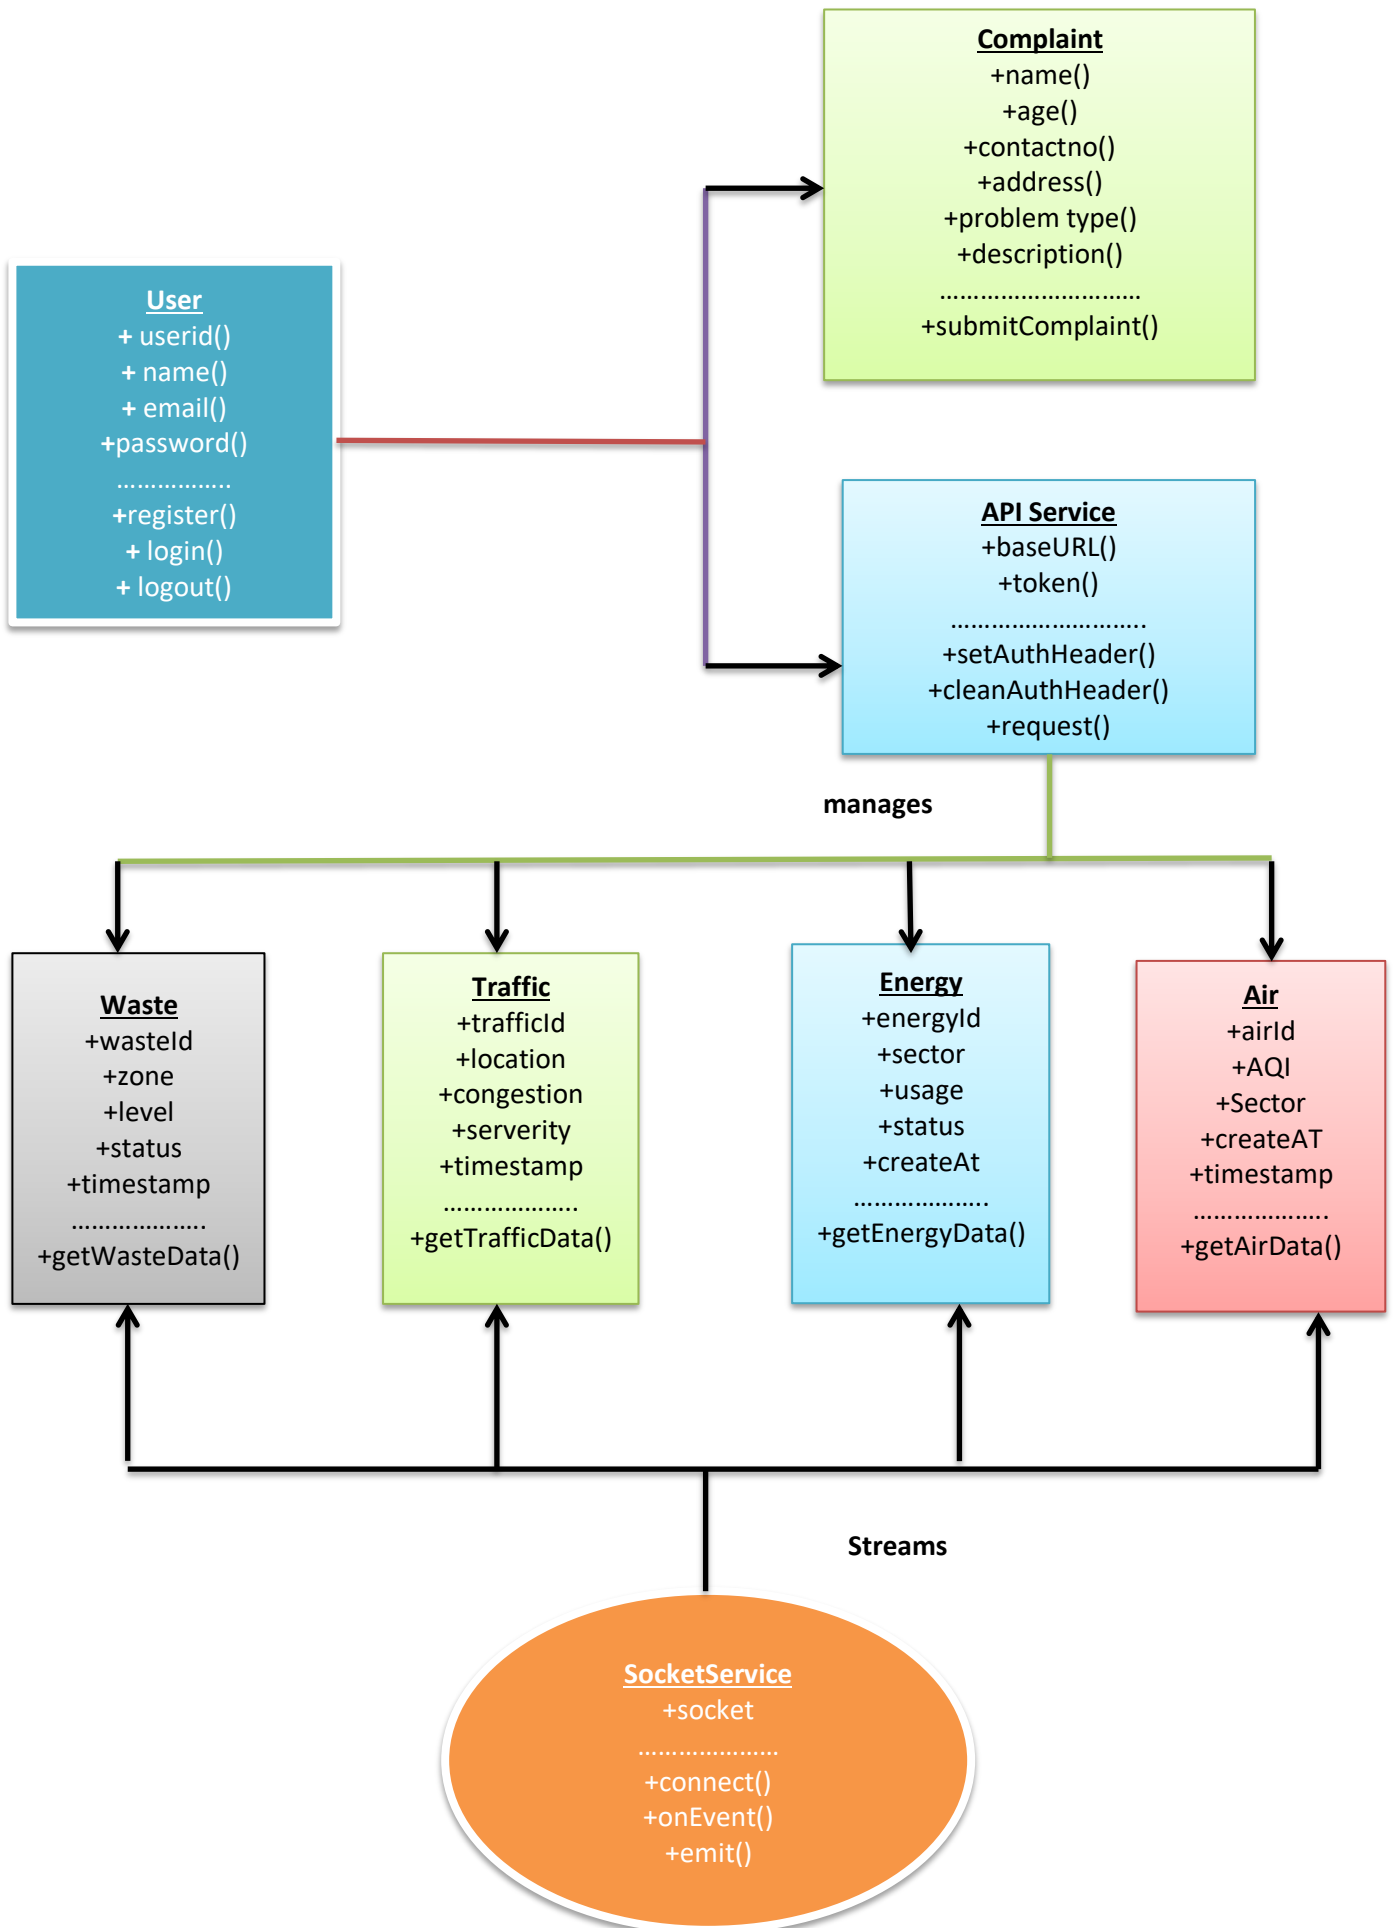 Complaint
+name()
+age()
+contactno()
+address()
+problem type()
+description()
..............................
+submitComplaint()
User
+ userid()
+ name()
+ email()
+password()
.................
+register()
+ login()
+ logout()
API Service
+baseURL()
+token()
.............................
+setAuthHeader()
+cleanAuthHeader()
+request()
manages
Waste
+wasteId
+zone
+level
+status
+timestamp
....................
+getWasteData()
Traffic
+trafficId
+location
+congestion
+serverity
+timestamp
....................
+getTrafficData()
Energy
+energyId
+sector
+usage
+status
+createAt
....................
+getEnergyData()
Air
+airId
+AQI
+Sector
+createAT
+timestamp
....................
+getAirData()
Streams
SocketService
+socket
.....................
+connect()
+onEvent()
+emit()